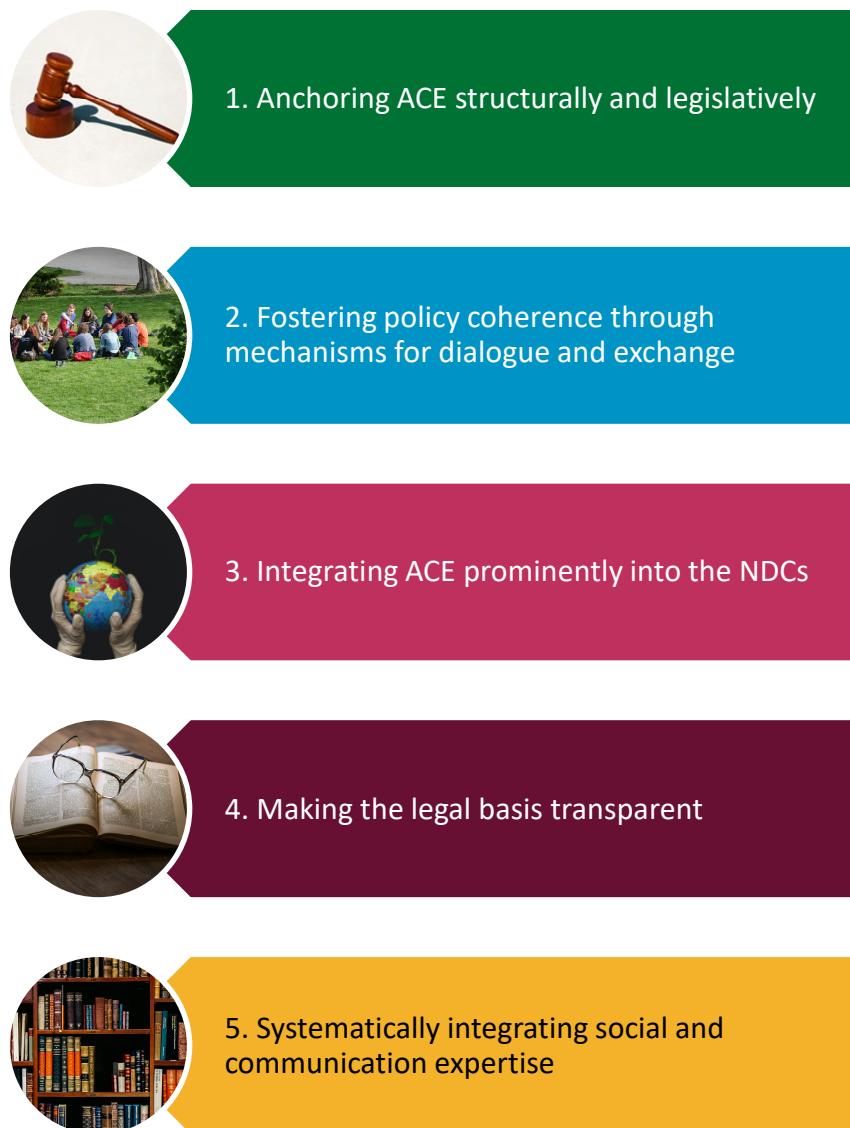 1. Anchoring ACE structurally and legislatively
2. Fostering policy coherence through
mechanisms for dialogue and exchange
3. Integrating ACE prominently into the NDCs
4. Making the legal basis transparent
5. Systematically integrating social and
communication expertise